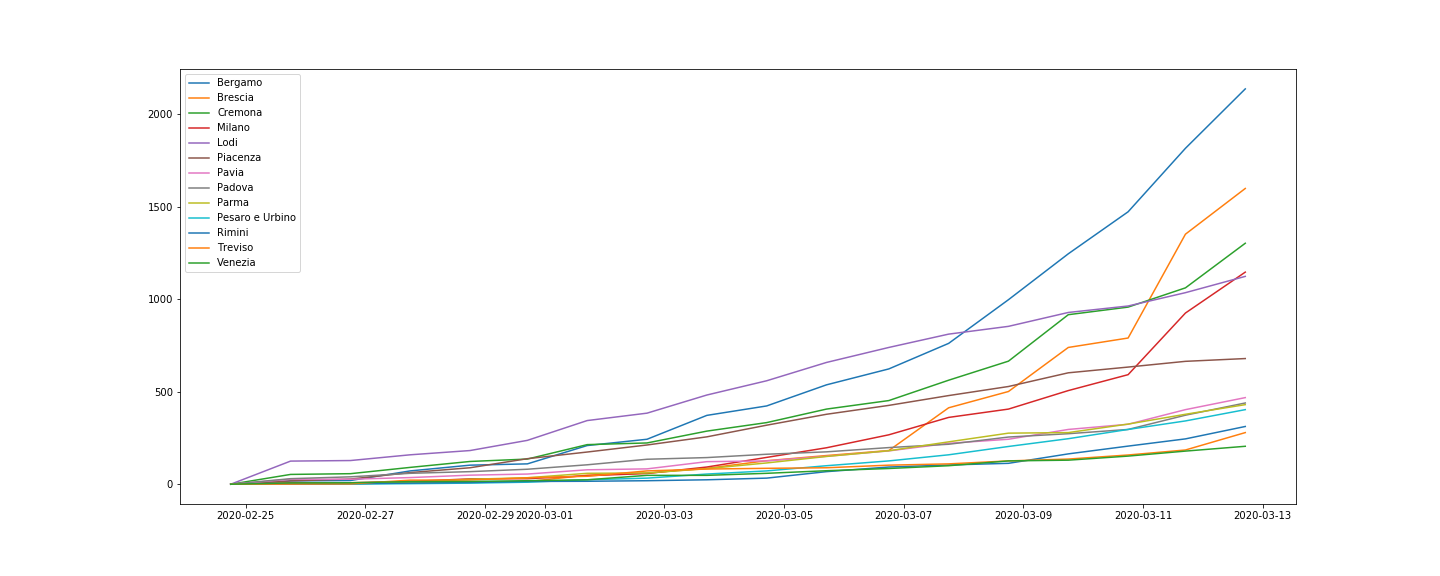 Bergamo
Brescia
Cremona
Milano
Lodi
Piacenza
Pavia
Padova
Parma
Pesaro e Urbino
Rimini
Treviso
Venezia
2000
1500
1000
500
0
2020-02-25 2020-02-27 2020-02-29 2020-03-01 2020-03-03 2020-03-05 2020-03-07 2020-03-09 2020-03-11 2020-03-13